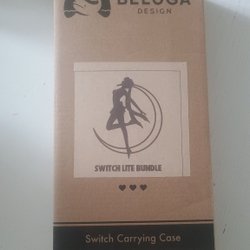 BELUGA
DESIGN
SWITCH LITE BUNDLE
Switch Carrying Case